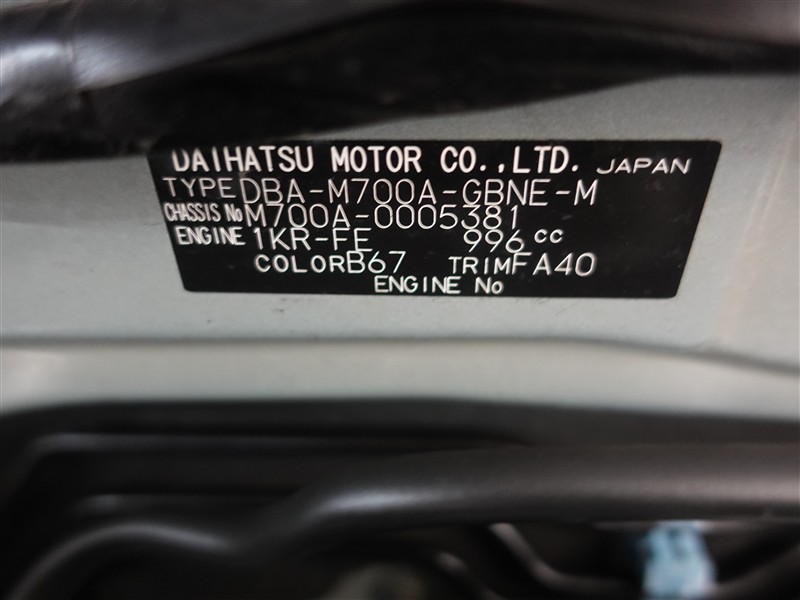 DAIHATSU MOTOR CO.,LTD. JAPAN
TYPE DBA-M700A-GBNE-M
CHASSIS No M700A-0005381
ENGINE 1KR-FE 996 cc
COLOR B67 TRIM FA40
ENGINE No